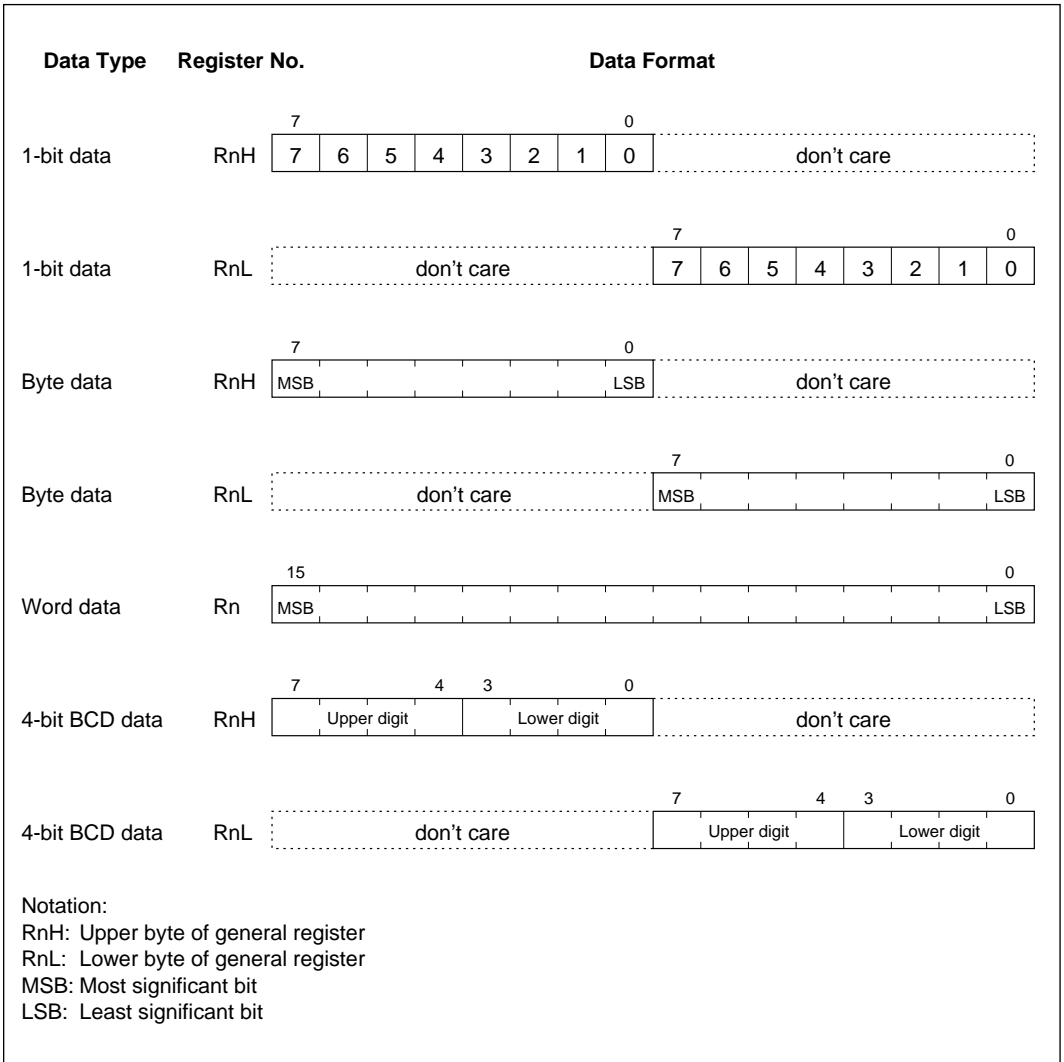 Data Type Register No. Data Format
7 0
1-bit data RnH 7 6 5 4 3 2 1 0 don't care
7 0
1-bit data RnL don't care 7 6 5 4 3 2 1 0
7 0
Byte data RnH MSB LSB don't care
7 0
Byte data RnL don't care MSB LSB
15 0
Word data Rn MSB LSB
7 4 3 0
4-bit BCD data RnH Upper digit Lower digit don't care
7 4 3 0
4-bit BCD data RnL don't care Upper digit Lower digit
Notation:
RnH: Upper byte of general register
RnL: Lower byte of general register
MSB: Most significant bit
LSB: Least significant bit